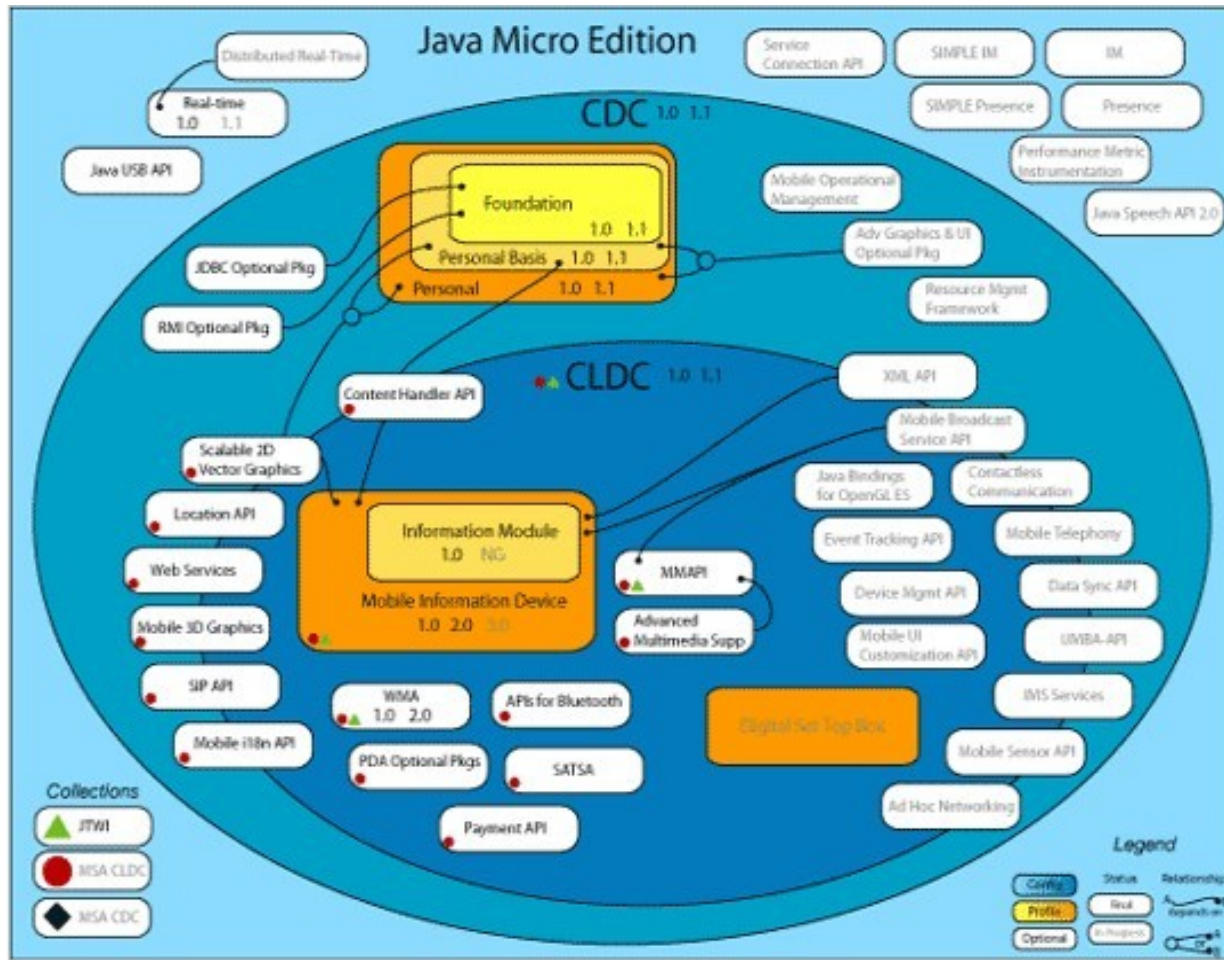 Java Micro Edition
Distributed Real-Time
Real-time
1.0 1.1
Java USB API
Service
Connection API
SIMPLE IM
IM
SIMPLE Presence
Presence
Performance Metric
Instrumentation
Java Speech API 2.0
CDC 1.0 1.1
Foundation
1.0 1.1
Personal Basis 1.0 1.1
Personal 1.0 1.1
JDBC Optional Pkg
RMI Optional Pkg
Mobile Operational
Management
Adv Graphics & UI
Optional Pkg
Resource Mgmt
Framework
CLDC 1.0 1.1
Content Handler API
XML API
Mobile Broadcast
Service API
Scalable 2D
Vector Graphics
Location API
Web Services
Mobile 3D Graphics
SIP API
Mobile i18n API
Information Module
1.0 NG
Mobile Information Device
1.0 2.0 3.0
MMAPI
Advanced
Multimedia Supp
Java Bindings
for OpenGL ES
Contactless
Communication
Event Tracking API
Mobile Telephony
Device Mgmt API
Data Sync API
Mobile UI
Customization API
UMBA-API
IMS Services
Digital Set Top Box
Mobile Sensor API
Ad Hoc Networking
WMA
1.0 2.0
APIs for Bluetooth
PDA Optional Pkgs
SATSA
Payment API
Collections
JTWI
MSA CLDC
MSA CDC
Legend
Config
Profile
Optional
Status
Final
In Progress
Relationship
A
depends on
A
or
B